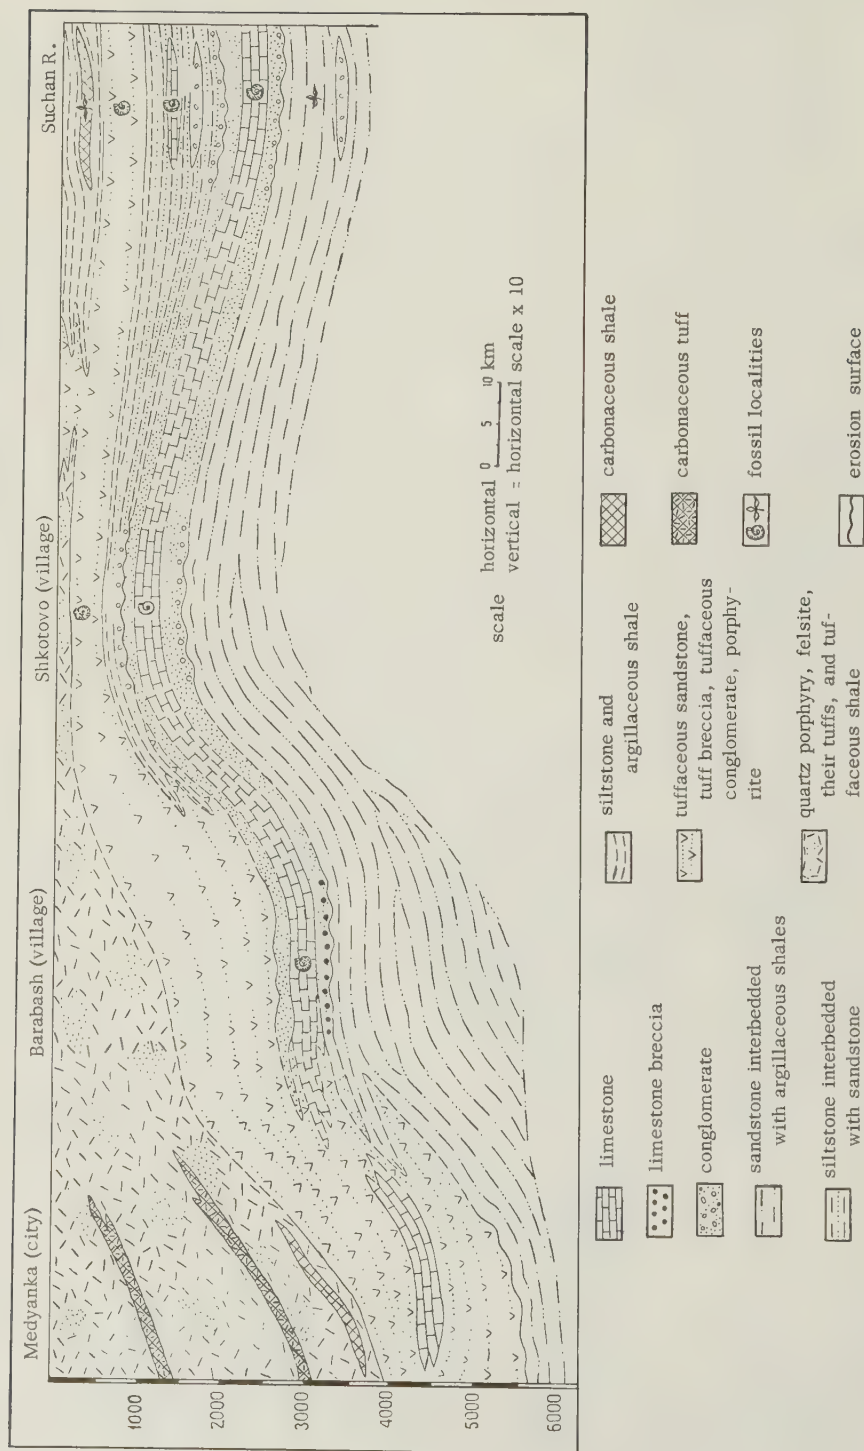 Medyanka (city)
Barabash (village)
Shkotovo (village)
Suchan R.
1000
2000
3000
4000
5000
6000
scale
horizontal 0 5 10 km
vertical = horizontal scale x 10
limestone
limestone breccia
conglomerate
sandstone interbedded
with argillaceous shales
siltstone interbedded
with sandstone
siltstone and
argillaceous shale
tuffaceous sandstone,
tuff breccia, tuffaceous
conglomerate, porphy-
rite
quartz porphyry, felsite,
their tuffs, and tuf-
faceous shale
carbonaceous shale
carbonaceous tuff
fossil localities
erosion surface